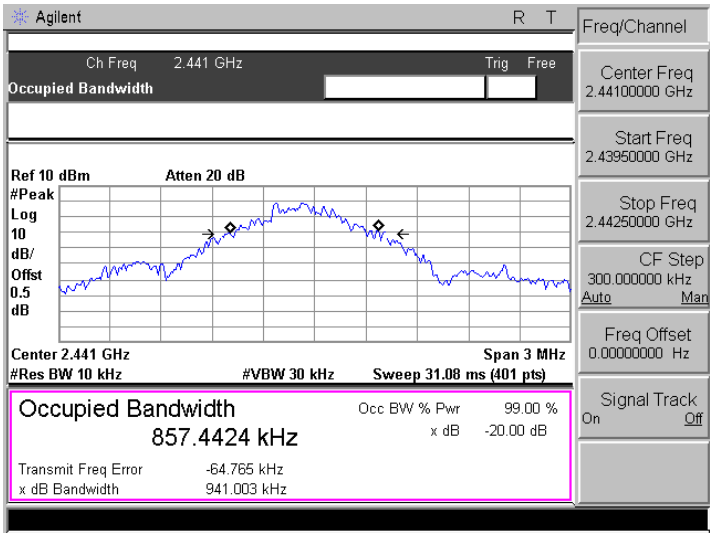 Agilent R T
Ch Freq 2.441 GHz Trig Free
Occupied Bandwidth
Ref 10 dBm Atten 20 dB
#Peak
Log
10
dB/
Offst
0.5
dB
Center 2.441 GHz Span 3 MHz
#Res BW 10 kHz #VBW 30 kHz Sweep 31.08 ms (401 pts)
Occupied Bandwidth Occ BW % Pwr 99.00 %
857.4424 kHz x dB -20.00 dB
Transmit Freq Error -64.765 kHz
x dB Bandwidth 941.003 kHz
Freq/Channel
Center Freq
2.44100000 GHz
Start Freq
2.43950000 GHz
Stop Freq
2.44250000 GHz
CF Step
300.000000 kHz
Auto Man
Freq Offset
0.00000000 Hz
Signal Track
On Off